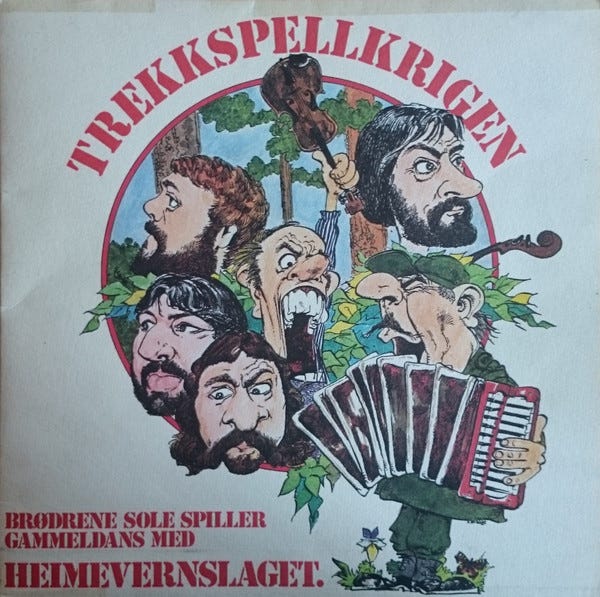 TREKKSPELLKRIGEN
BRØDRENE SOLE SPILLER
GAMMELDANS MED
HEIMEVERNSLAGET.